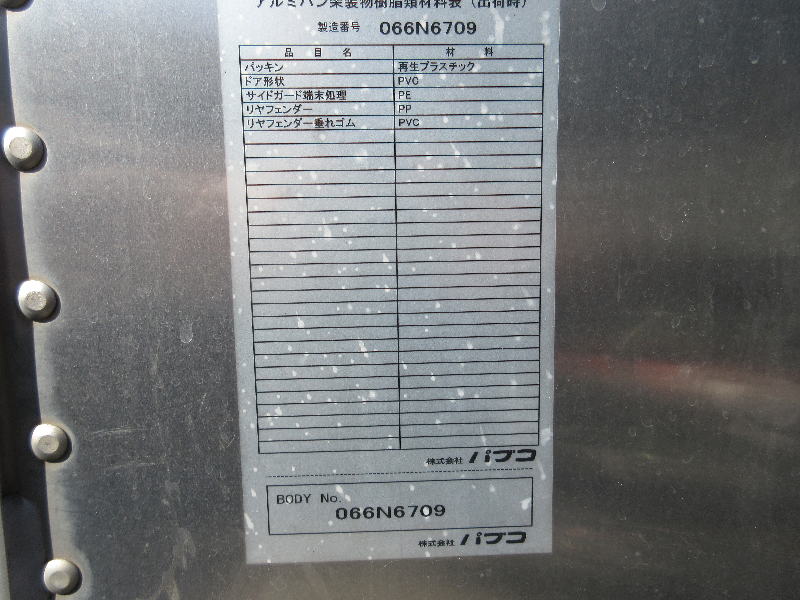 アルミバン架装物樹脂類材料表（出荷時）
製造番号 066N6709
品目名 材料
パッキン 再生プラスチック
ドア形状 PVC
サイドガード端末処理 PE
リヤフェンダー PP
リヤフェンダー垂れゴム PVC
株式会社 パブコ
BODY No.
066N6709
株式会社 パブコ